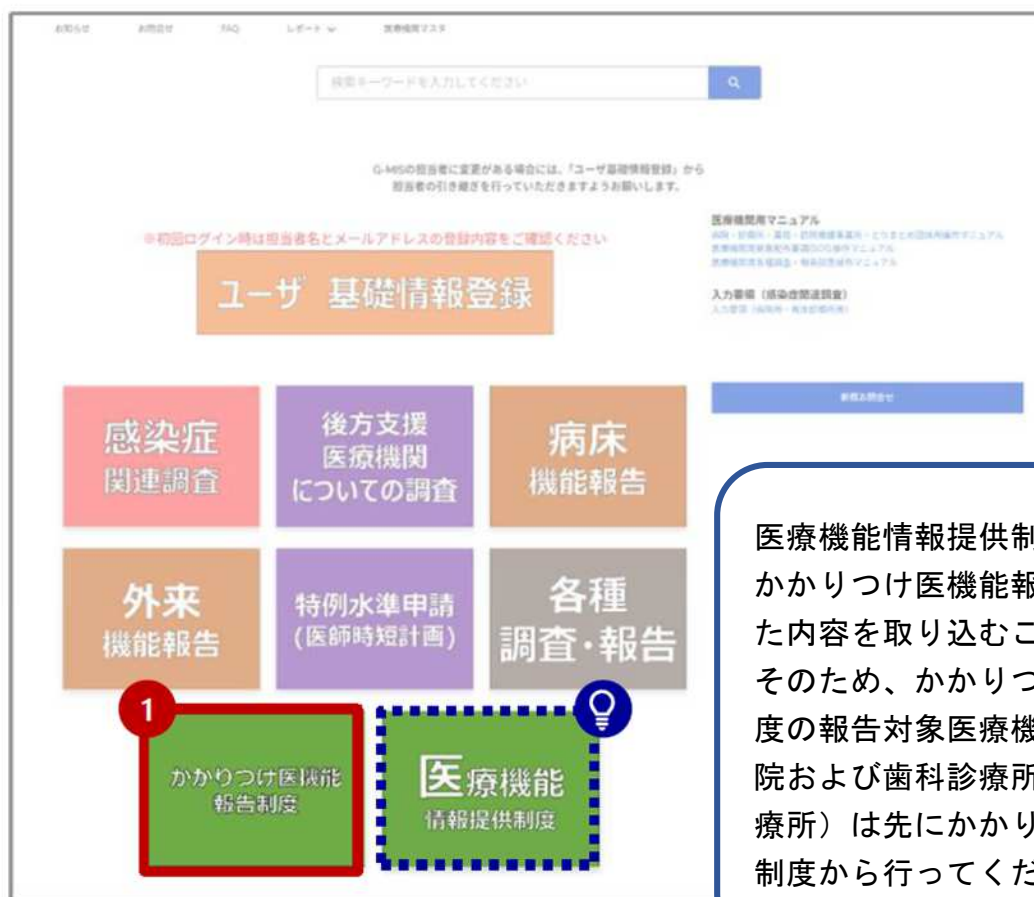 お知らせ お問合せ FAQ レポート 医療機関マスタ
検索キーワードを入力してください
G-MISの担当者に変更がある場合には、「ユーザ基礎情報登録」から
担当者の引き継ぎを行っていただきますようお願いします。
※初回ログイン時は担当者名とメールアドレスの登録内容をご確認ください
ユーザ 基礎情報登録
医療機関用マニュアル
入力要領（感染症関連調査）
新規お問合せ
感染症
関連調査
後方支援
医療機関
についての調査
病床
機能報告
外来
機能報告
特例水準申請
(医師時短計画)
各種
調査・報告
1
かかりつけ医機能
報告制度
医療機能
情報提供制度
医療機能情報提供制
かかりつけ医機能報
た内容を取り込むこ
そのため、かかりつ
度の報告対象医療機
院および歯科診療所
療所）は先にかかり
制度から行ってくだ